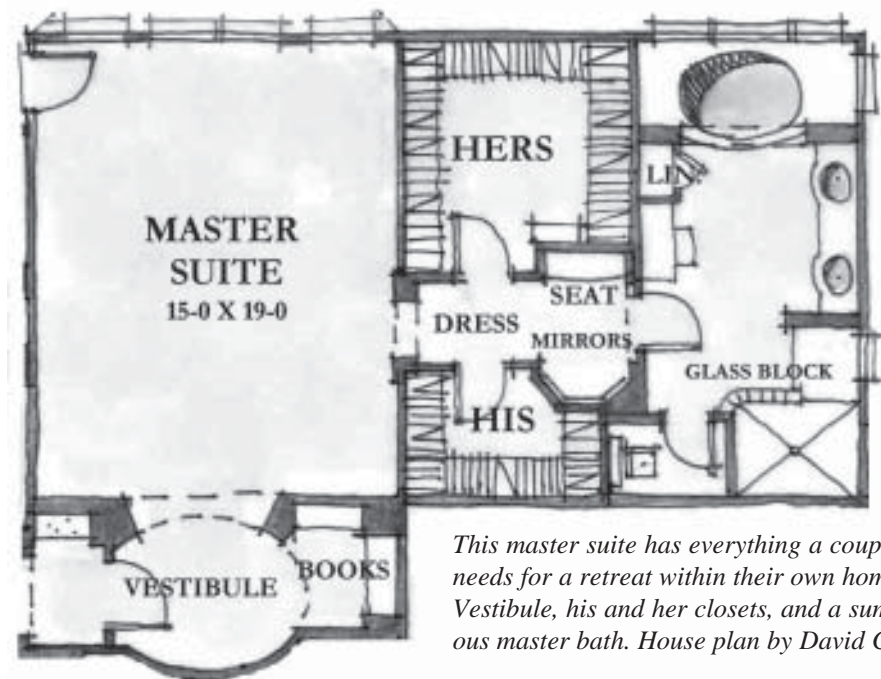 HERS
LIN.
MASTER
SUITE
15-0 X 19-0
SEAT
DRESS
MIRRORS
GLASS BLOCK
HIS
VESTIBULE
BOOKS
This master suite has everything a coup
needs for a retreat within their own hom
Vestibule, his and her closets, and a sun
ous master bath. House plan by David